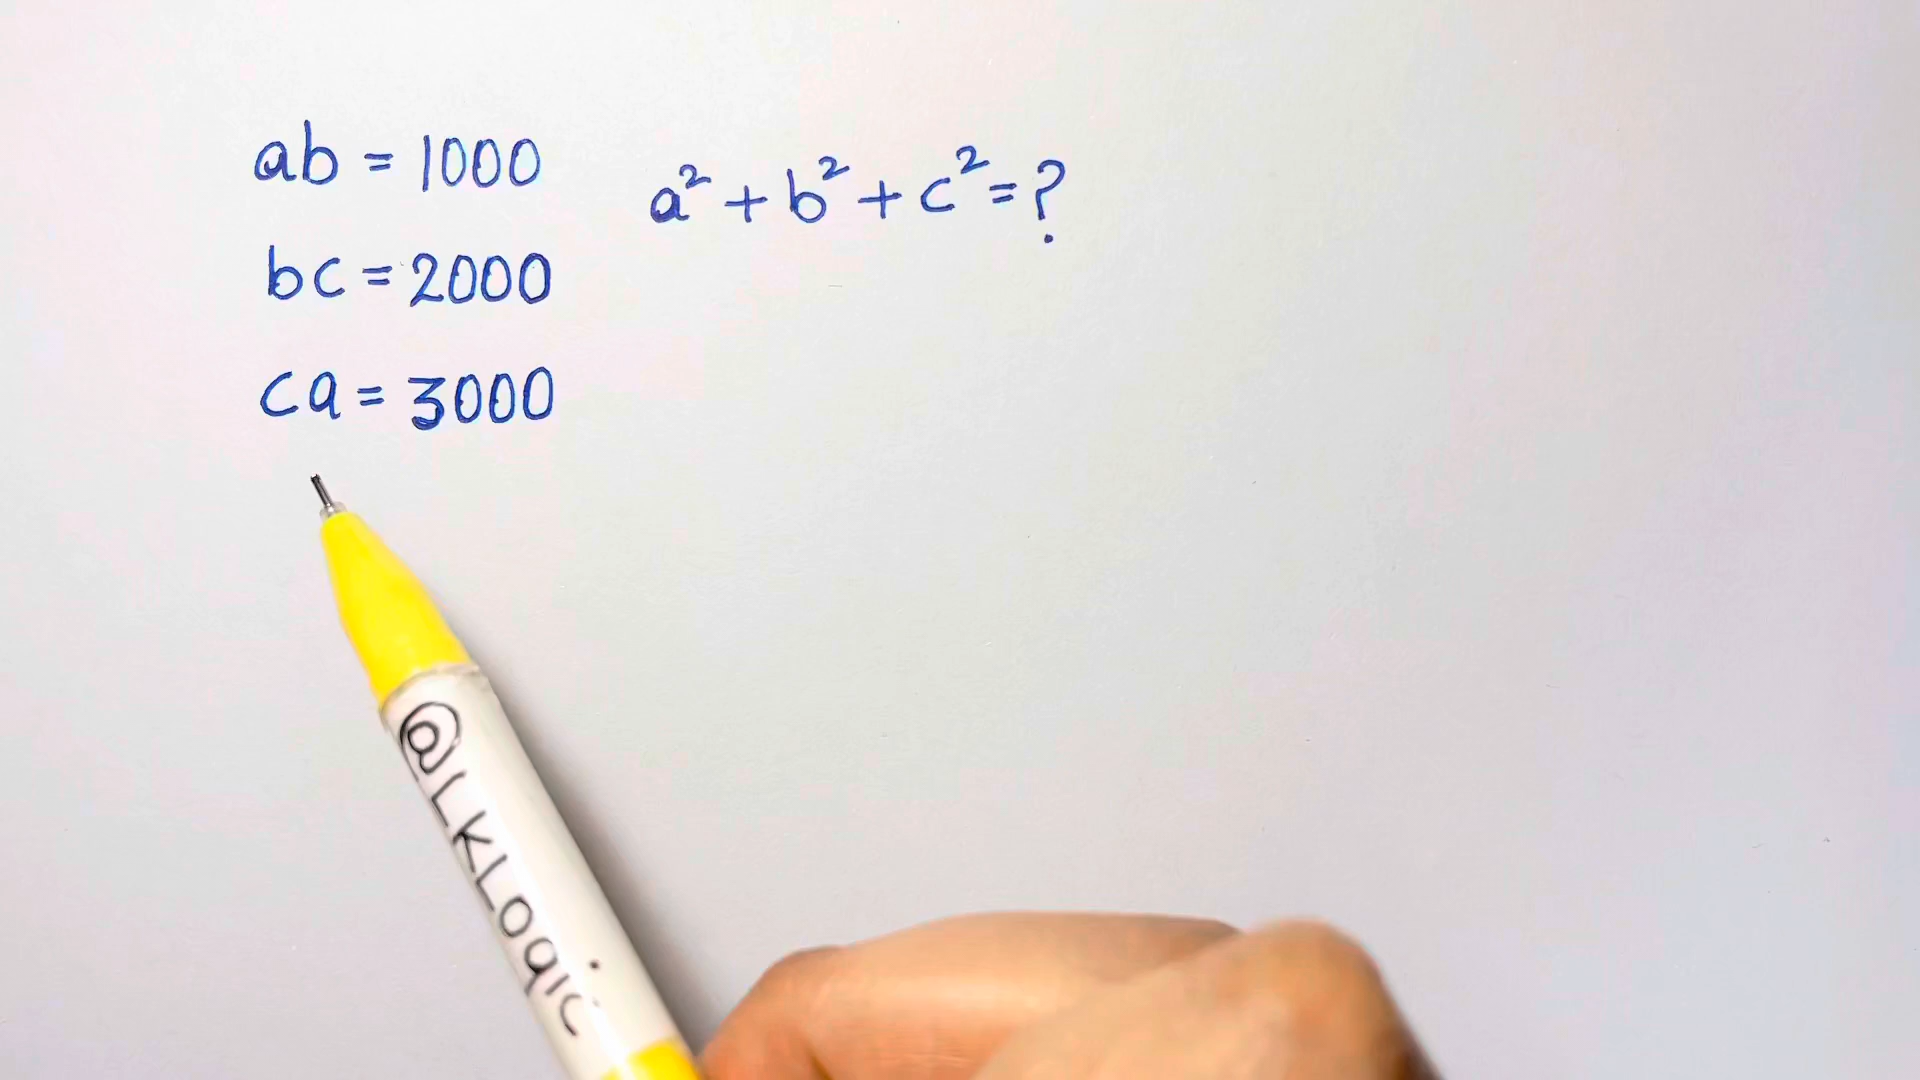 ab = 1000
a² + b² + c² = ?
bc = 2000
ca = 3000
@LKLogic